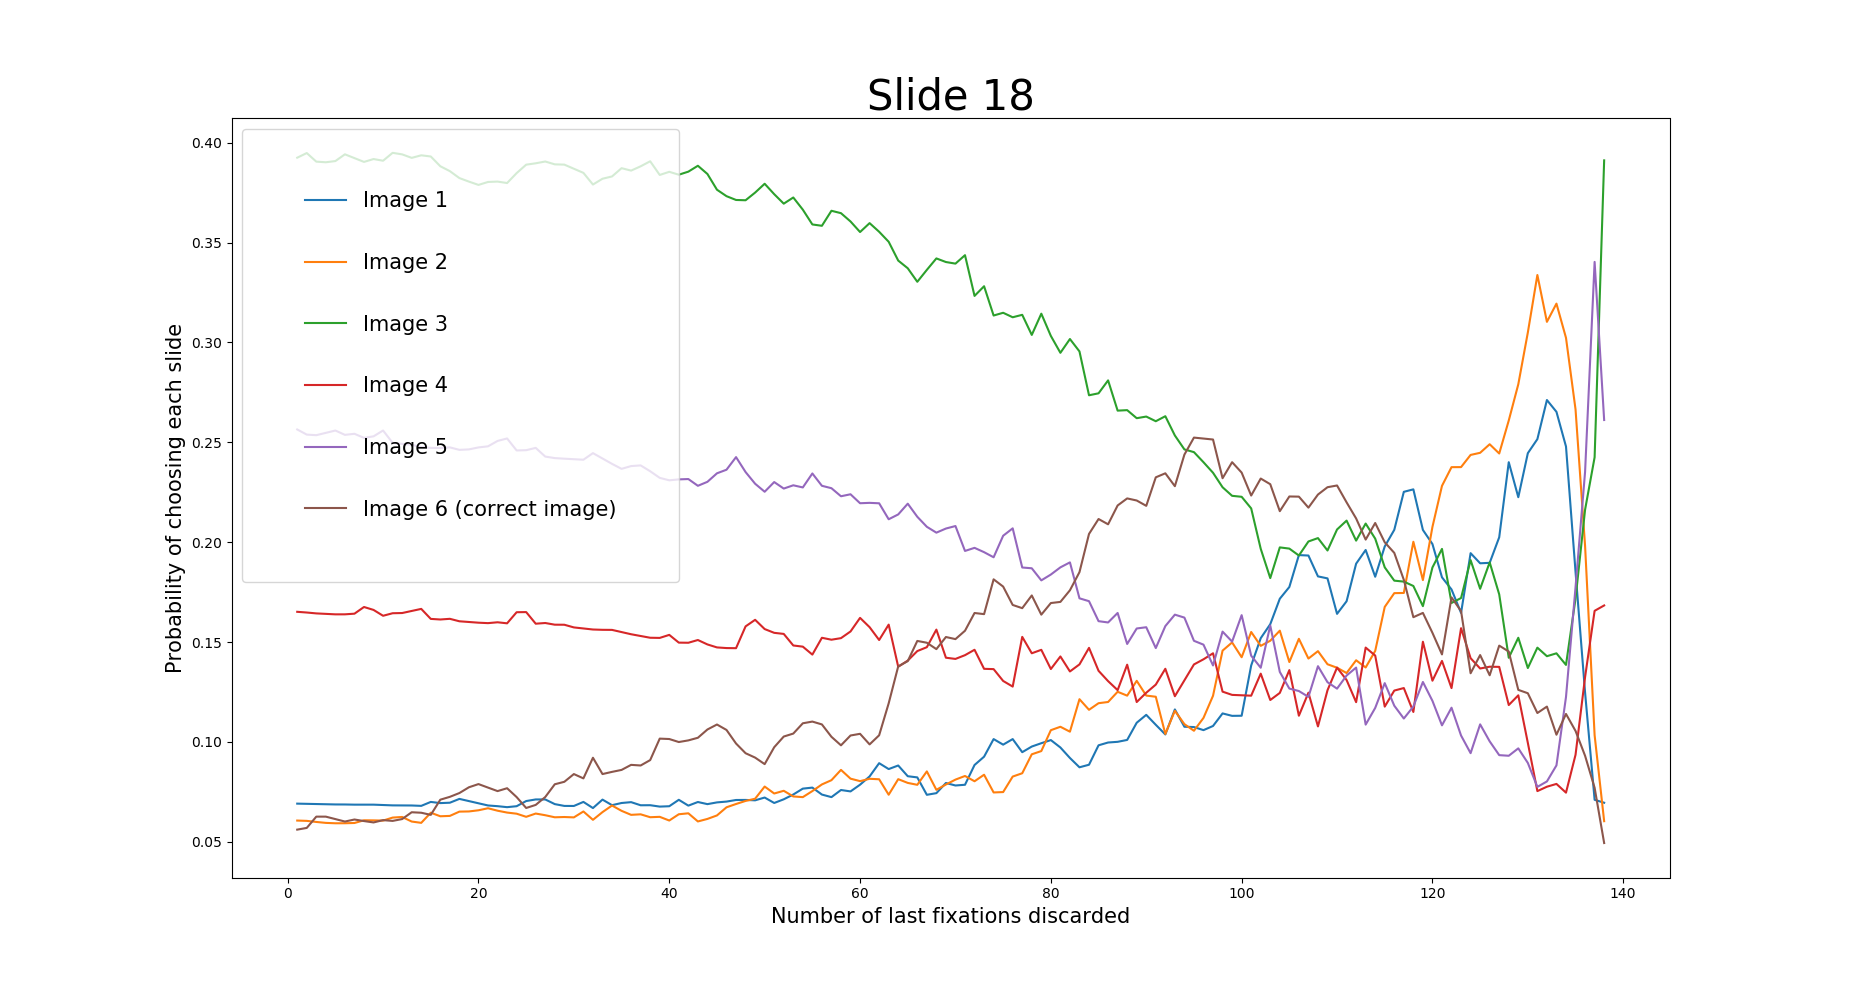 Slide 18
Probability of choosing each slide
0.40
0.35
0.30
0.25
0.20
0.15
0.10
0.05
Image 1
Image 2
Image 3
Image 4
Image 5
Image 6 (correct image)
0 20 40 60 80 100 120 140
Number of last fixations discarded